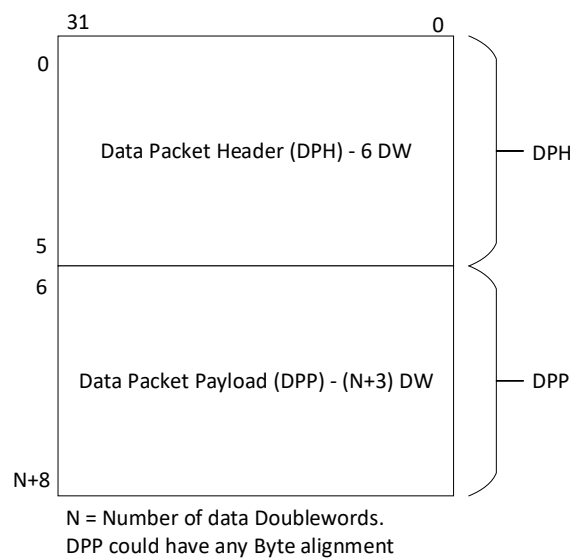 31 0
0
Data Packet Header (DPH) - 6 DW
DPH
5
6
Data Packet Payload (DPP) - (N+3) DW
DPP
N+8
N = Number of data Doublewords.
DPP could have any Byte alignment